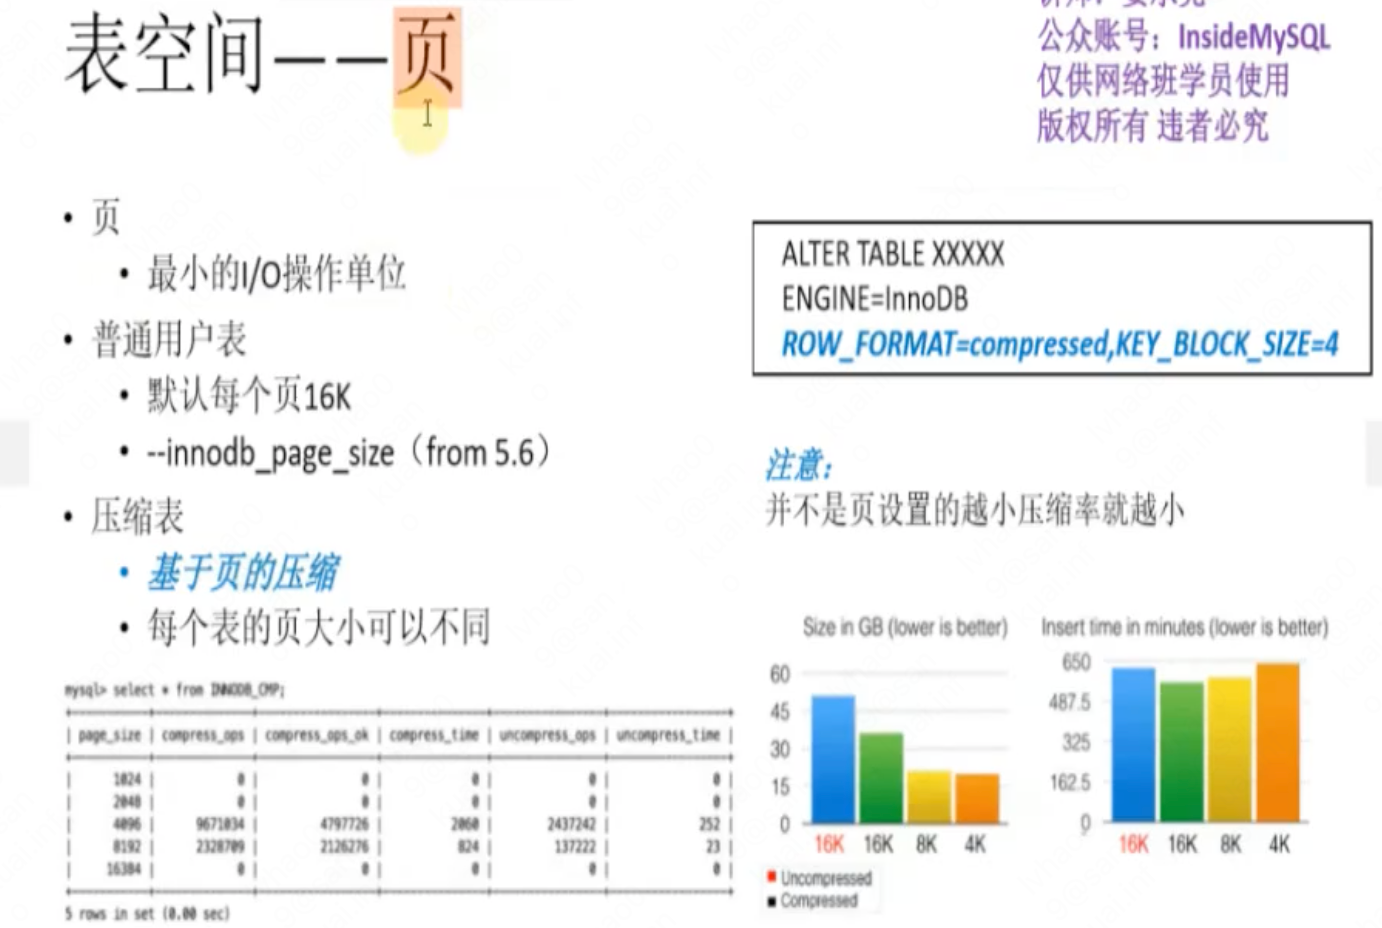 表空间——页
公众账号：InsideMySQL
仅供网络班学员使用
版权所有 违者必究
• 页
• 最小的I/O操作单位
• 普通用户表
• 默认每个页16K
• --innodb_page_size（from 5.6）
• 压缩表
• 基于页的压缩
• 每个表的页大小可以不同
mysql> select * from INNODB_CMP;
| page_size | compress_ops | compress_ops_ok | compress_time | uncompress_ops | uncompress_time |
| 1024 | 0 | 0 | 0 | 0 | 0 |
| 2048 | 0 | 0 | 0 | 0 | 0 |
| 4096 | 9671034 | 4797726 | 2060 | 2437242 | 252 |
| 8192 | 2328709 | 2126276 | 824 | 137222 | 23 |
| 16384 | 0 | 0 | 0 | 0 | 0 |
5 rows in set (0.00 sec)
ALTER TABLE XXXXX
ENGINE=InnoDB
ROW_FORMAT=compressed,KEY_BLOCK_SIZE=4
注意：
并不是页设置的越小压缩率就越小
Size in GB (lower is better)
60
45
30
15
0
16K 16K 8K 4K
Uncompressed
Compressed
Insert time in minutes (lower is better)
650
487.5
325
162.5
0
16K 16K 8K 4K